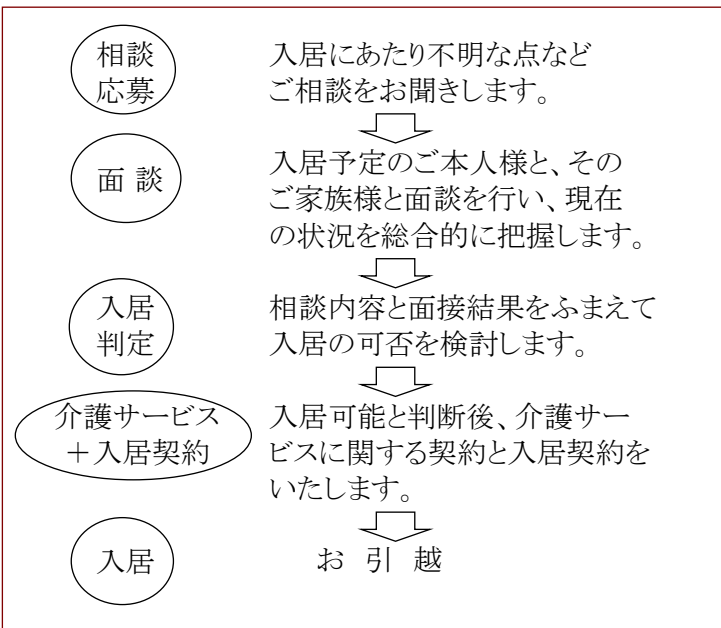 相談
応募
入居にあたり不明な点など
ご相談をお聞きします。
面 談
入居予定のご本人様と、その
ご家族様と面談を行い、現在
の状況を総合的に把握します。
入居
判定
相談内容と面接結果をふまえて
入居の可否を検討します。
介護サービス
＋入居契約
入居可能と判断後、介護サー
ビスに関する契約と入居契約を
いたします。
入居
お 引 越